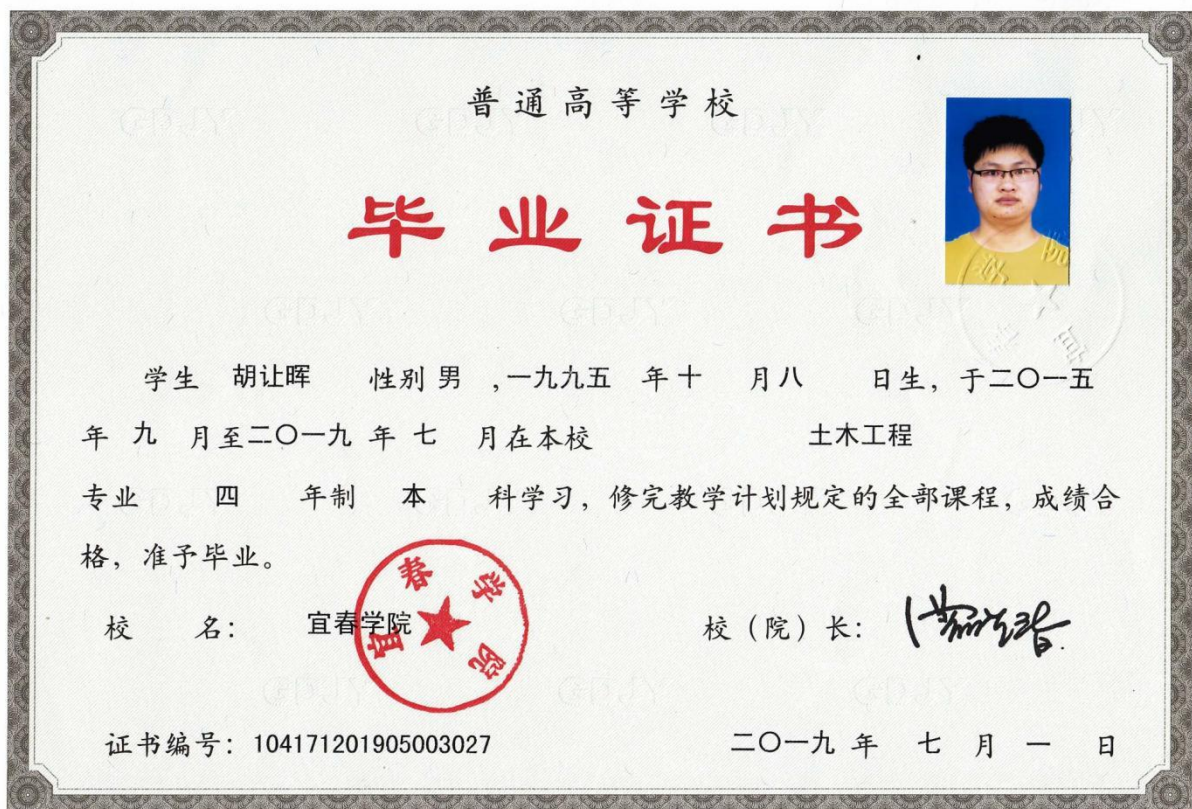 普通高等学校
毕业证书
学生 胡让晖 性别 男 ,一九九五 年 十 月 八 日生，于二〇一五
年 九 月至二〇一九 年 七 月在本校 土木工程
专业 四 年制 本 科学习，修完教学计划规定的全部课程，成绩合
格，准予毕业。
校 名： 宜春学院 校（院）长：
宜春学院
证书编号：104171201905003027 二〇一九 年 七 月 一 日